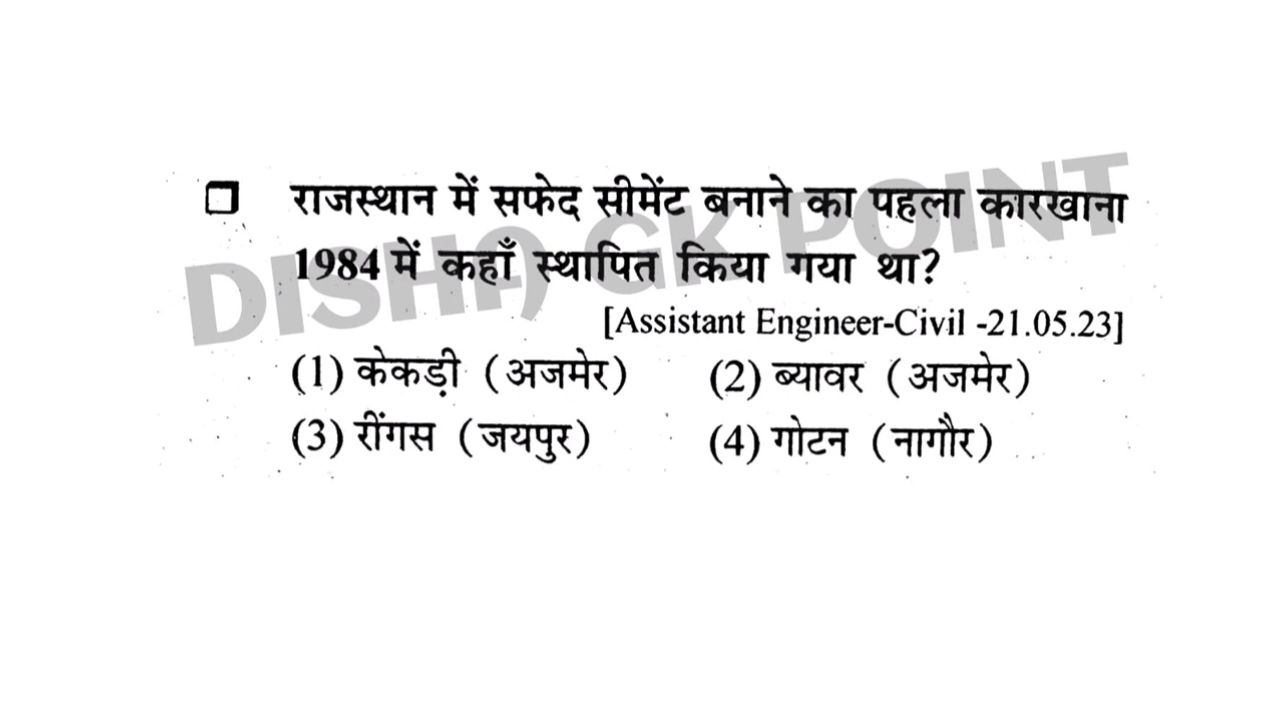 राजस्थान में सफेद सीमेंट बनाने का पहला कारखाना
1984 में कहाँ स्थापित किया गया था?
[Assistant Engineer-Civil -21.05.23]
(1) केकड़ी (अजमेर) (2) ब्यावर (अजमेर)
(3) रींगस (जयपुर) (4) गोटन (नागौर)
DISHA GK POINT